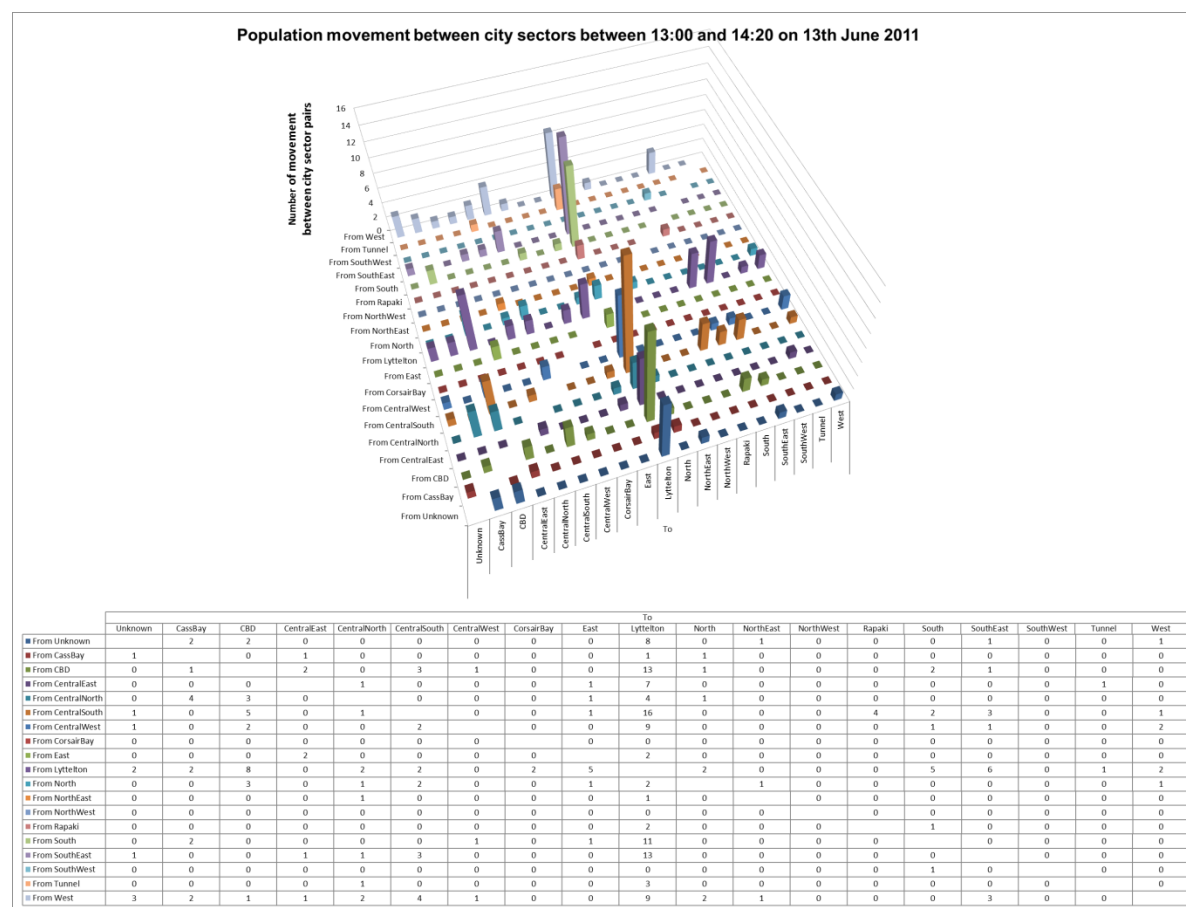 Population movement between city sectors between 13:00 and 14:20 on 13th June 2011
Number of movement
between city sector pairs
16
14
12
10
8
6
4
2
0
From West
From Tunnel
From SouthWest
From SouthEast
From South
From Rapaki
From NorthWest
From NorthEast
From North
From Lyttelton
From East
From CorsairBay
From CentralWest
From CentralSouth
From CentralNorth
From CentralEast
From CBD
From CassBay
From Unknown
Unknown
CassBay
CBD
CentralEast
CentralNorth
CentralSouth
CentralWest
CorsairBay
East
Lyttelton
North
NorthEast
NorthWest
Rapaki
South
SouthEast
SouthWest
Tunnel
West
To
To
Unknown CassBay CBD CentralEast CentralNorth CentralSouth CentralWest CorsairBay East Lyttelton North NorthEast NorthWest Rapaki South SouthEast SouthWest Tunnel West
From Unknown 2 2 0 0 0 0 0 0 8 0 1 0 0 0 1 0 0 1
From CassBay 1 0 1 0 0 0 0 0 1 1 0 0 0 0 0 0 0 0
From CBD 0 1 2 0 3 1 0 0 13 1 0 0 0 2 1 0 0 0
From CentralEast 0 0 0 1 0 0 0 1 7 0 0 0 0 0 0 0 1 0
From CentralNorth 0 4 3 0 0 0 0 1 4 1 0 0 0 0 0 0 0 0
From CentralSouth 1 0 5 0 1 0 0 1 16 0 0 0 4 2 3 0 0 1
From CentralWest 1 0 2 0 0 2 0 0 9 0 0 0 0 1 1 0 0 2
From CorsairBay 0 0 0 0 0 0 0 0 0 0 0 0 0 0 0 0 0 0
From East 0 0 0 2 0 0 0 0 2 0 0 0 0 0 0 0 0 0
From Lyttelton 2 2 8 0 2 2 0 2 5 2 0 0 0 5 6 0 1 2
From North 0 0 3 0 1 2 0 0 1 2 1 0 0 0 0 0 0 1
From NorthEast 0 0 0 0 1 0 0 0 0 1 0 0 0 0 0 0 0 0
From NorthWest 0 0 0 0 0 0 0 0 0 0 0 0 0 0 0 0 0 0
From Rapaki 0 0 0 0 0 0 0 0 0 2 0 0 0 1 0 0 0 0
From South 0 2 0 0 0 0 1 0 1 11 0 0 0 0 0 0 0 0
From SouthEast 1 0 0 1 1 3 0 0 0 13 0 0 0 0 0 0 0 0
From SouthWest 0 0 0 0 0 0 0 0 0 0 0 0 0 0 1 0 0 0
From Tunnel 0 0 0 0 1 0 0 0 0 3 0 0 0 0 0 0 0 0
From West 3 2 1 1 2 4 1 0 0 9 2 1 0 0 0 3 0 0